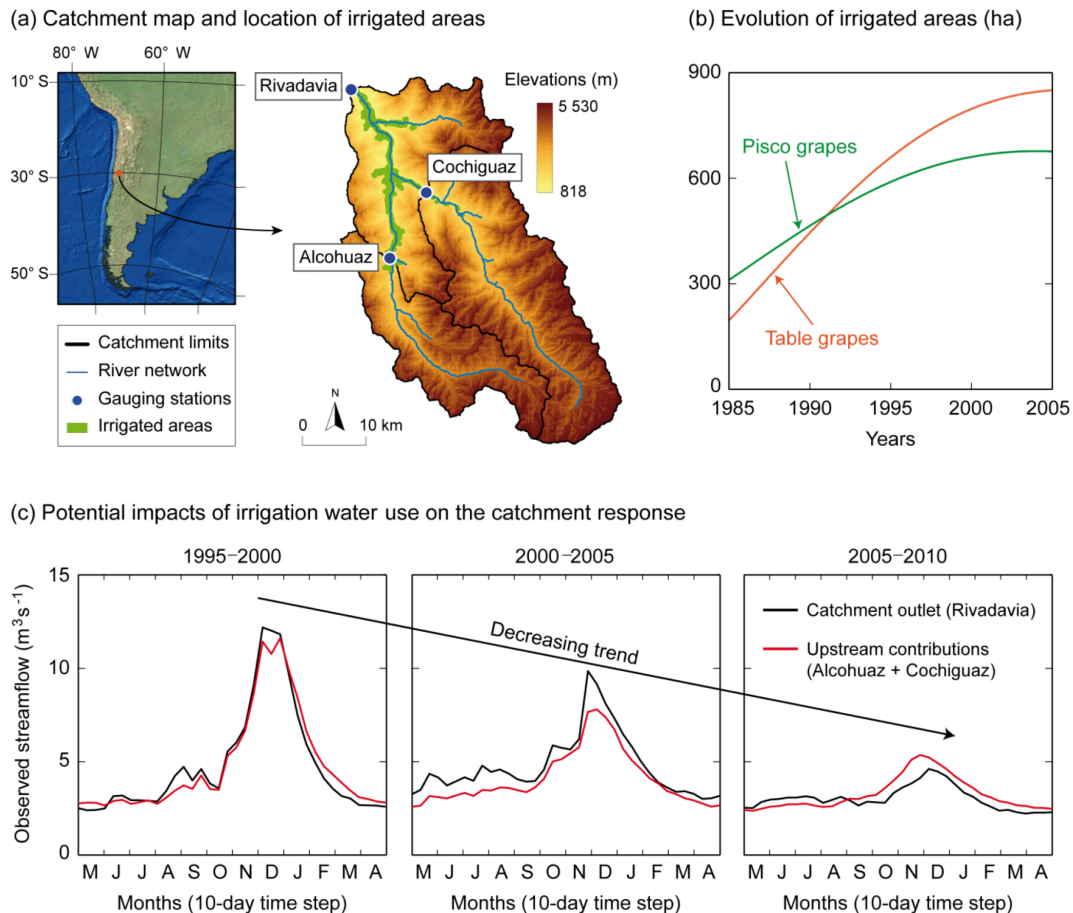 (a) Catchment map and location of irrigated areas
80° W
60° W
10° S
30° S
50° S
Rivadavia
Cochiguaz
Alcohuaz
Elevations (m)
5 530
818
Catchment limits
River network
Gauging stations
Irrigated areas
N
0
10 km
(b) Evolution of irrigated areas (ha)
900
600
300
0
Pisco grapes
Table grapes
1985
1990
1995
2000
2005
Years
(c) Potential impacts of irrigation water use on the catchment response
1995–2000
2000–2005
2005–2010
Observed streamflow (m³s⁻¹)
15
10
5
0
Decreasing trend
Catchment outlet (Rivadavia)
Upstream contributions
(Alcohuaz + Cochiguaz)
M J J A S O N D J F M A
M J J A S O N D J F M A
M J J A S O N D J F M A
Months (10-day time step)
Months (10-day time step)
Months (10-day time step)